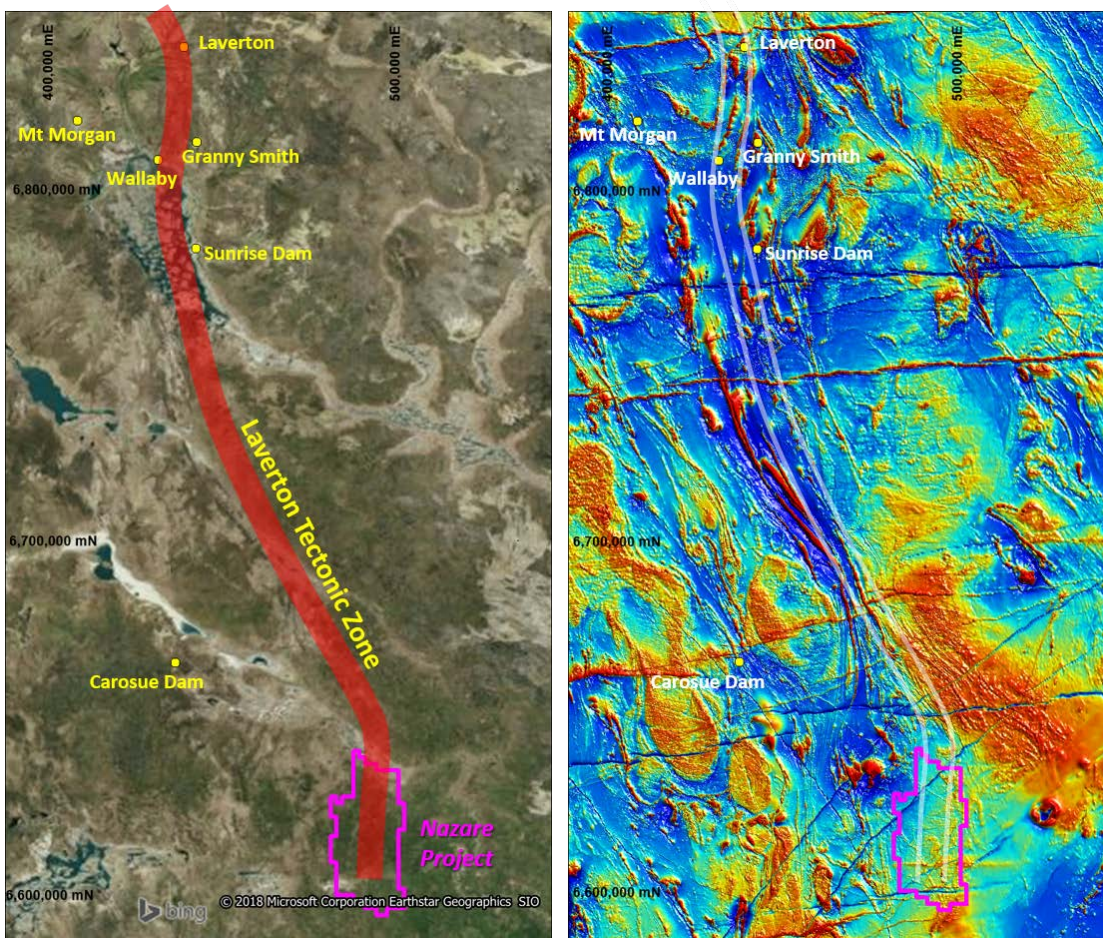 400,000 mE
500,000 mE
Laverton
Mt Morgan
Granny Smith
Wallaby
6,800,000 mN
Sunrise Dam
Laverton Tectonic Zone
6,700,000 mN
Carosue Dam
Nazare
Project
6,600,000 mN
bing
© 2018 Microsoft Corporation Earthstar Geographics SIO
400,000 mE
500,000 mE
Laverton
Mt Morgan
Granny Smith
Wallaby
6,800,000 mN
Sunrise Dam
6,700,000 mN
Carosue Dam
6,600,000 mN